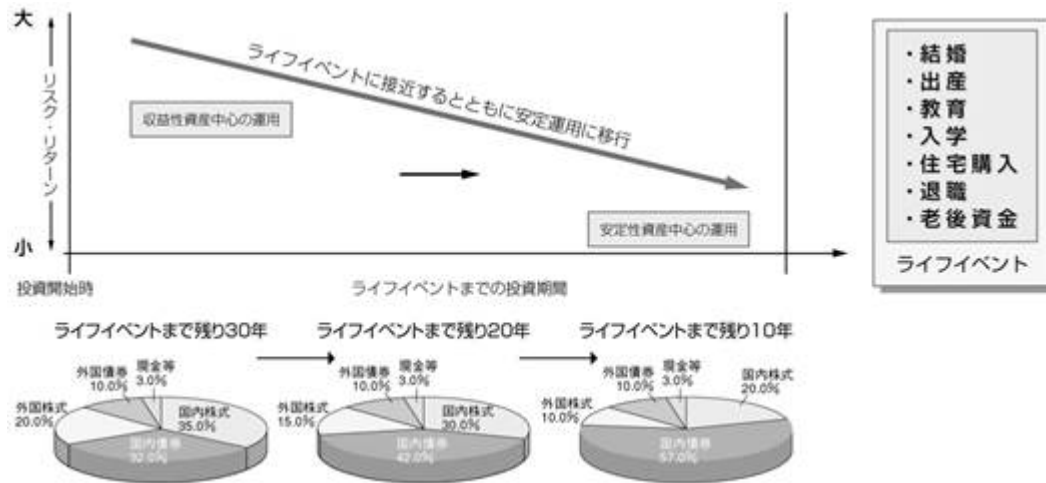 大
リスク・リターン
小
ライフイベントに接近するとともに安定運用に移行
収益性資産中心の運用
安定性資産中心の運用
投資開始時
ライフイベントまでの投資期間
・結婚
・出産
・教育
・入学
・住宅購入
・退職
・老後資金
ライフイベント
ライフイベントまで残り30年
外国債券
10.0%
現金等
3.0%
外国株式
20.0%
国内株式
35.0%
国内債券
32.0%
ライフイベントまで残り20年
外国債券
10.0%
現金等
3.0%
外国株式
15.0%
国内株式
30.0%
国内債券
42.0%
ライフイベントまで残り10年
外国債券
10.0%
現金等
3.0%
国内株式
20.0%
外国株式
10.0%
国内債券
57.0%